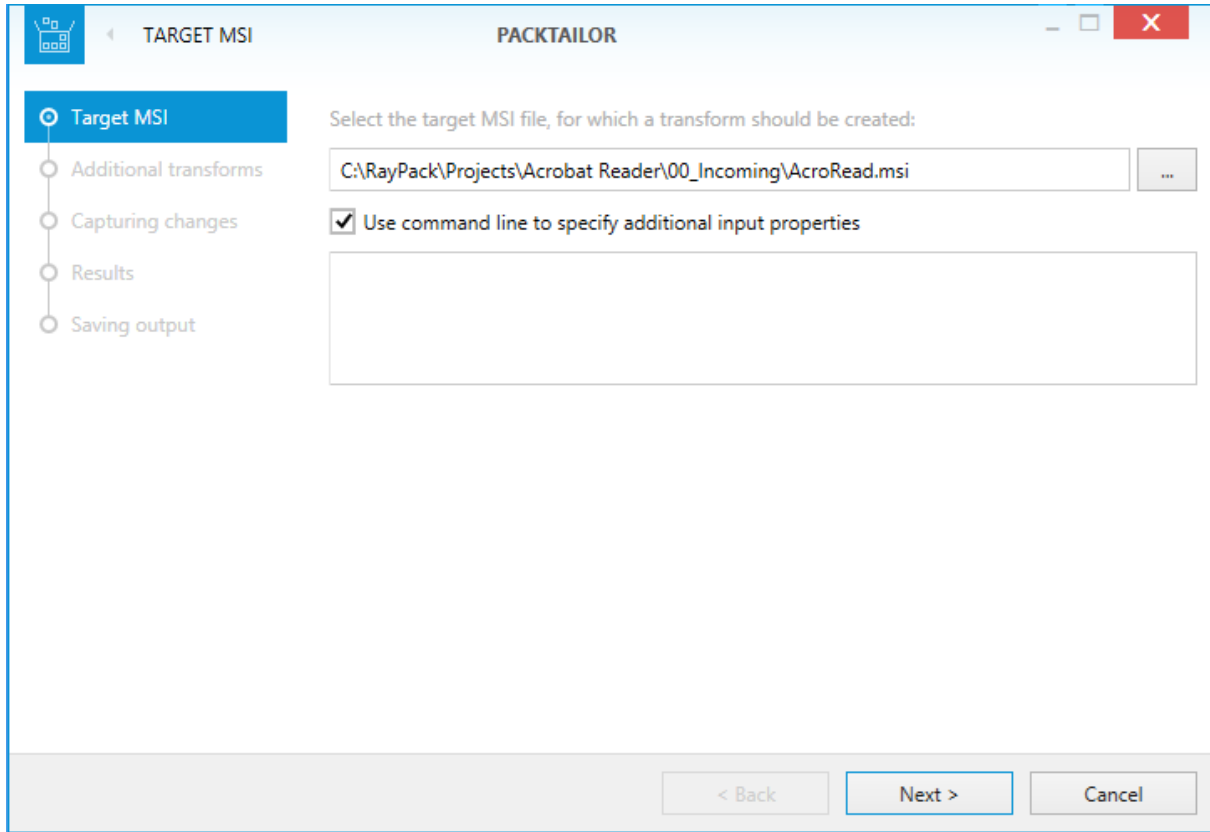 TARGET MSI
PACKTAILOR
Target MSI
Additional transforms
Capturing changes
Results
Saving output
Select the target MSI file, for which a transform should be created:
C:\RayPack\Projects\Acrobat Reader\00_Incoming\AcroRead.msi
...
Use command line to specify additional input properties
< Back
Next >
Cancel